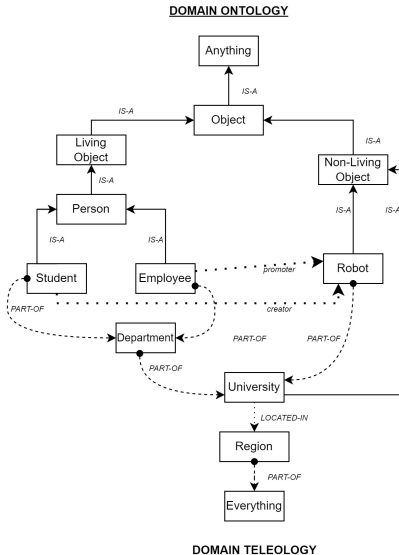 DOMAIN ONTOLOGY
Anything
IS-A
Object
IS-A
IS-A
Living
Object
Non-Living
Object
IS-A
IS-A
IS-A
Person
IS-A
IS-A
Student
Employee
promoter
Robot
creator
PART-OF
Department
PART-OF
PART-OF
PART-OF
University
LOCATED-IN
Region
PART-OF
Everything
DOMAIN TELEOLOGY